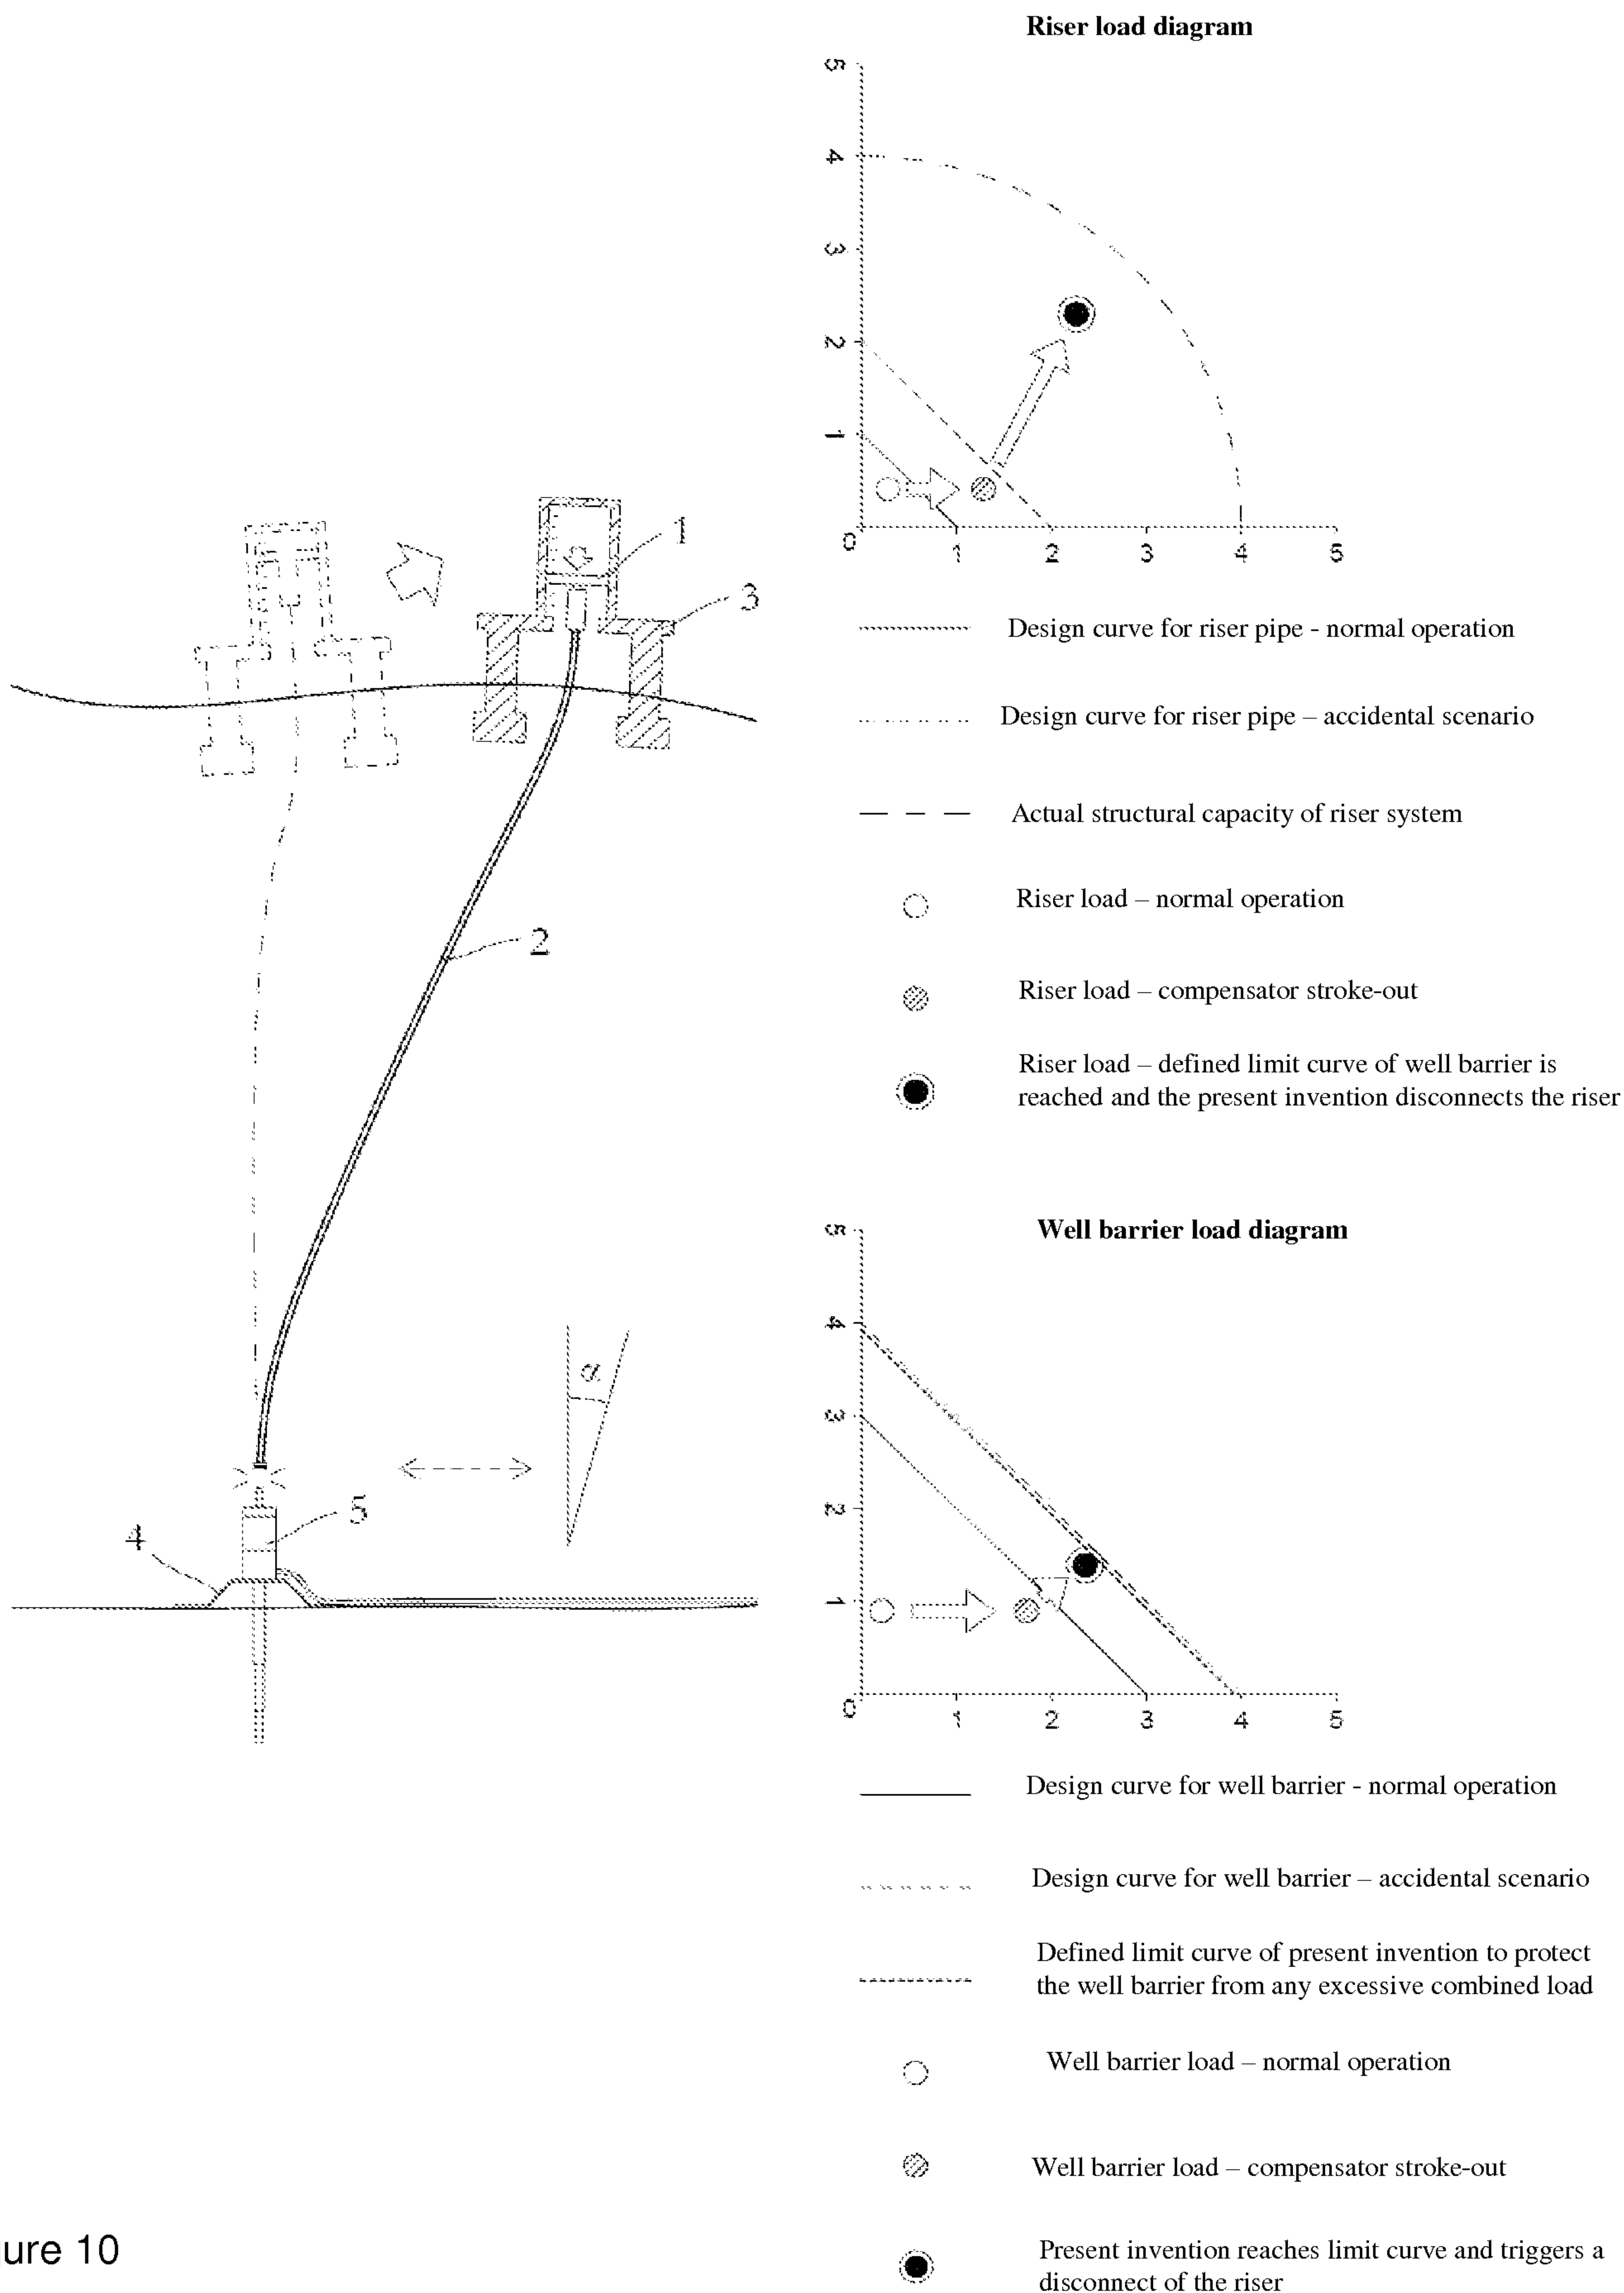 Riser load diagram
5
4
3
2
1
0
1
2
3
4
5
Design curve for riser pipe - normal operation
Design curve for riser pipe – accidental scenario
Actual structural capacity of riser system
Riser load – normal operation
Riser load – compensator stroke-out
Riser load – defined limit curve of well barrier is
reached and the present invention disconnects the riser
1
3
2
α
5
4
Well barrier load diagram
5
4
3
2
1
0
1
2
3
4
5
Design curve for well barrier - normal operation
Design curve for well barrier – accidental scenario
Defined limit curve of present invention to protect
the well barrier from any excessive combined load
Well barrier load – normal operation
Well barrier load – compensator stroke-out
Present invention reaches limit curve and triggers a
disconnect of the riser
ure 10